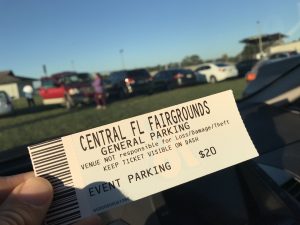 CENTRAL FL FAIRGROUNDS
GENERAL PARKING
VENUE NOT responsible for Loss/Damage/Theft
KEEP TICKET VISIBLE ON DASH
EVENT PARKING $20